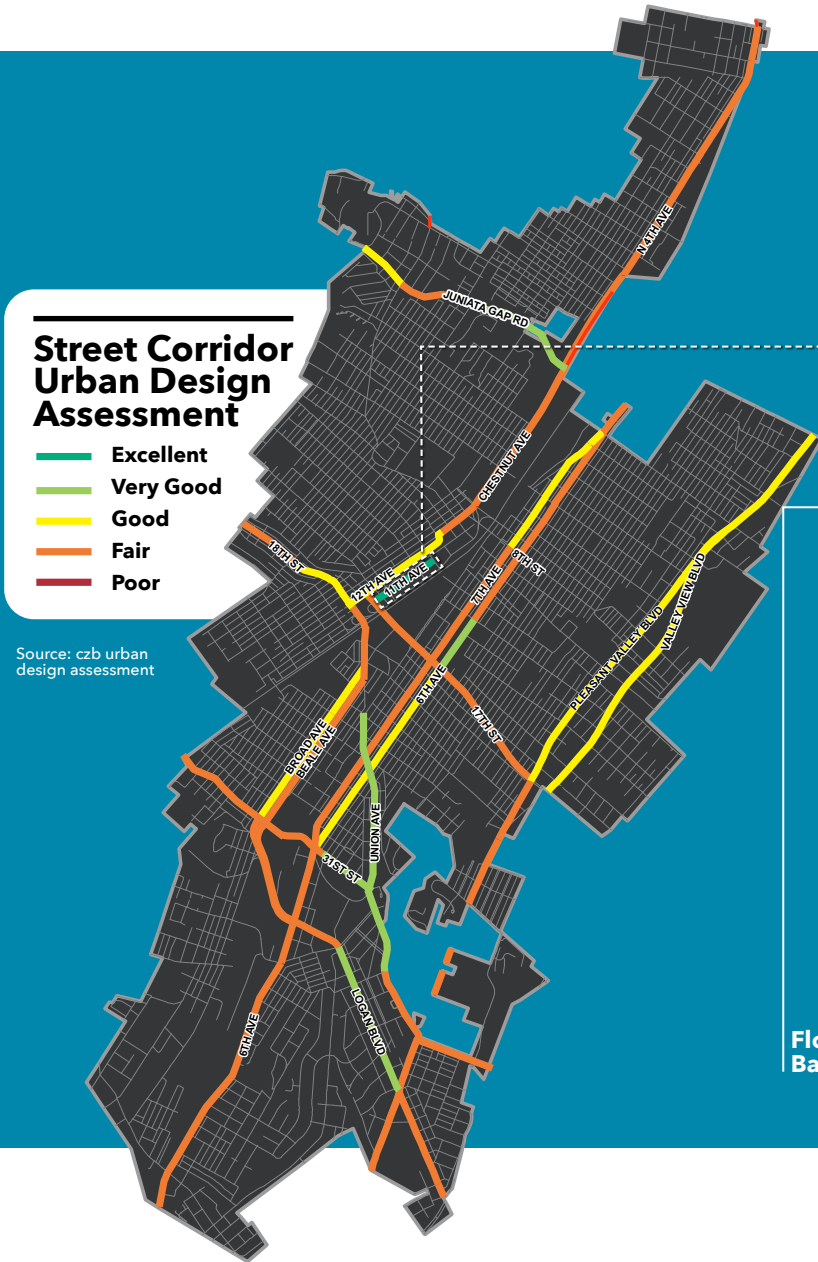 Street Corridor
Urban Design
Assessment
Excellent
Very Good
Good
Fair
Poor
Source: czb urban
design assessment
N 4TH AVE
JUNIATA GAP RD
CHESTNUT AVE
18TH ST
12TH AVE
11TH AVE
8TH ST
7TH AVE
6TH AVE
17TH ST
PLEASANT VALLEY BLVD
VALLEY VIEW BLVD
BROAD AVE
BEALE AVE
UNION AVE
31ST ST
LOGAN BLVD
6TH AVE
Flo
Ba